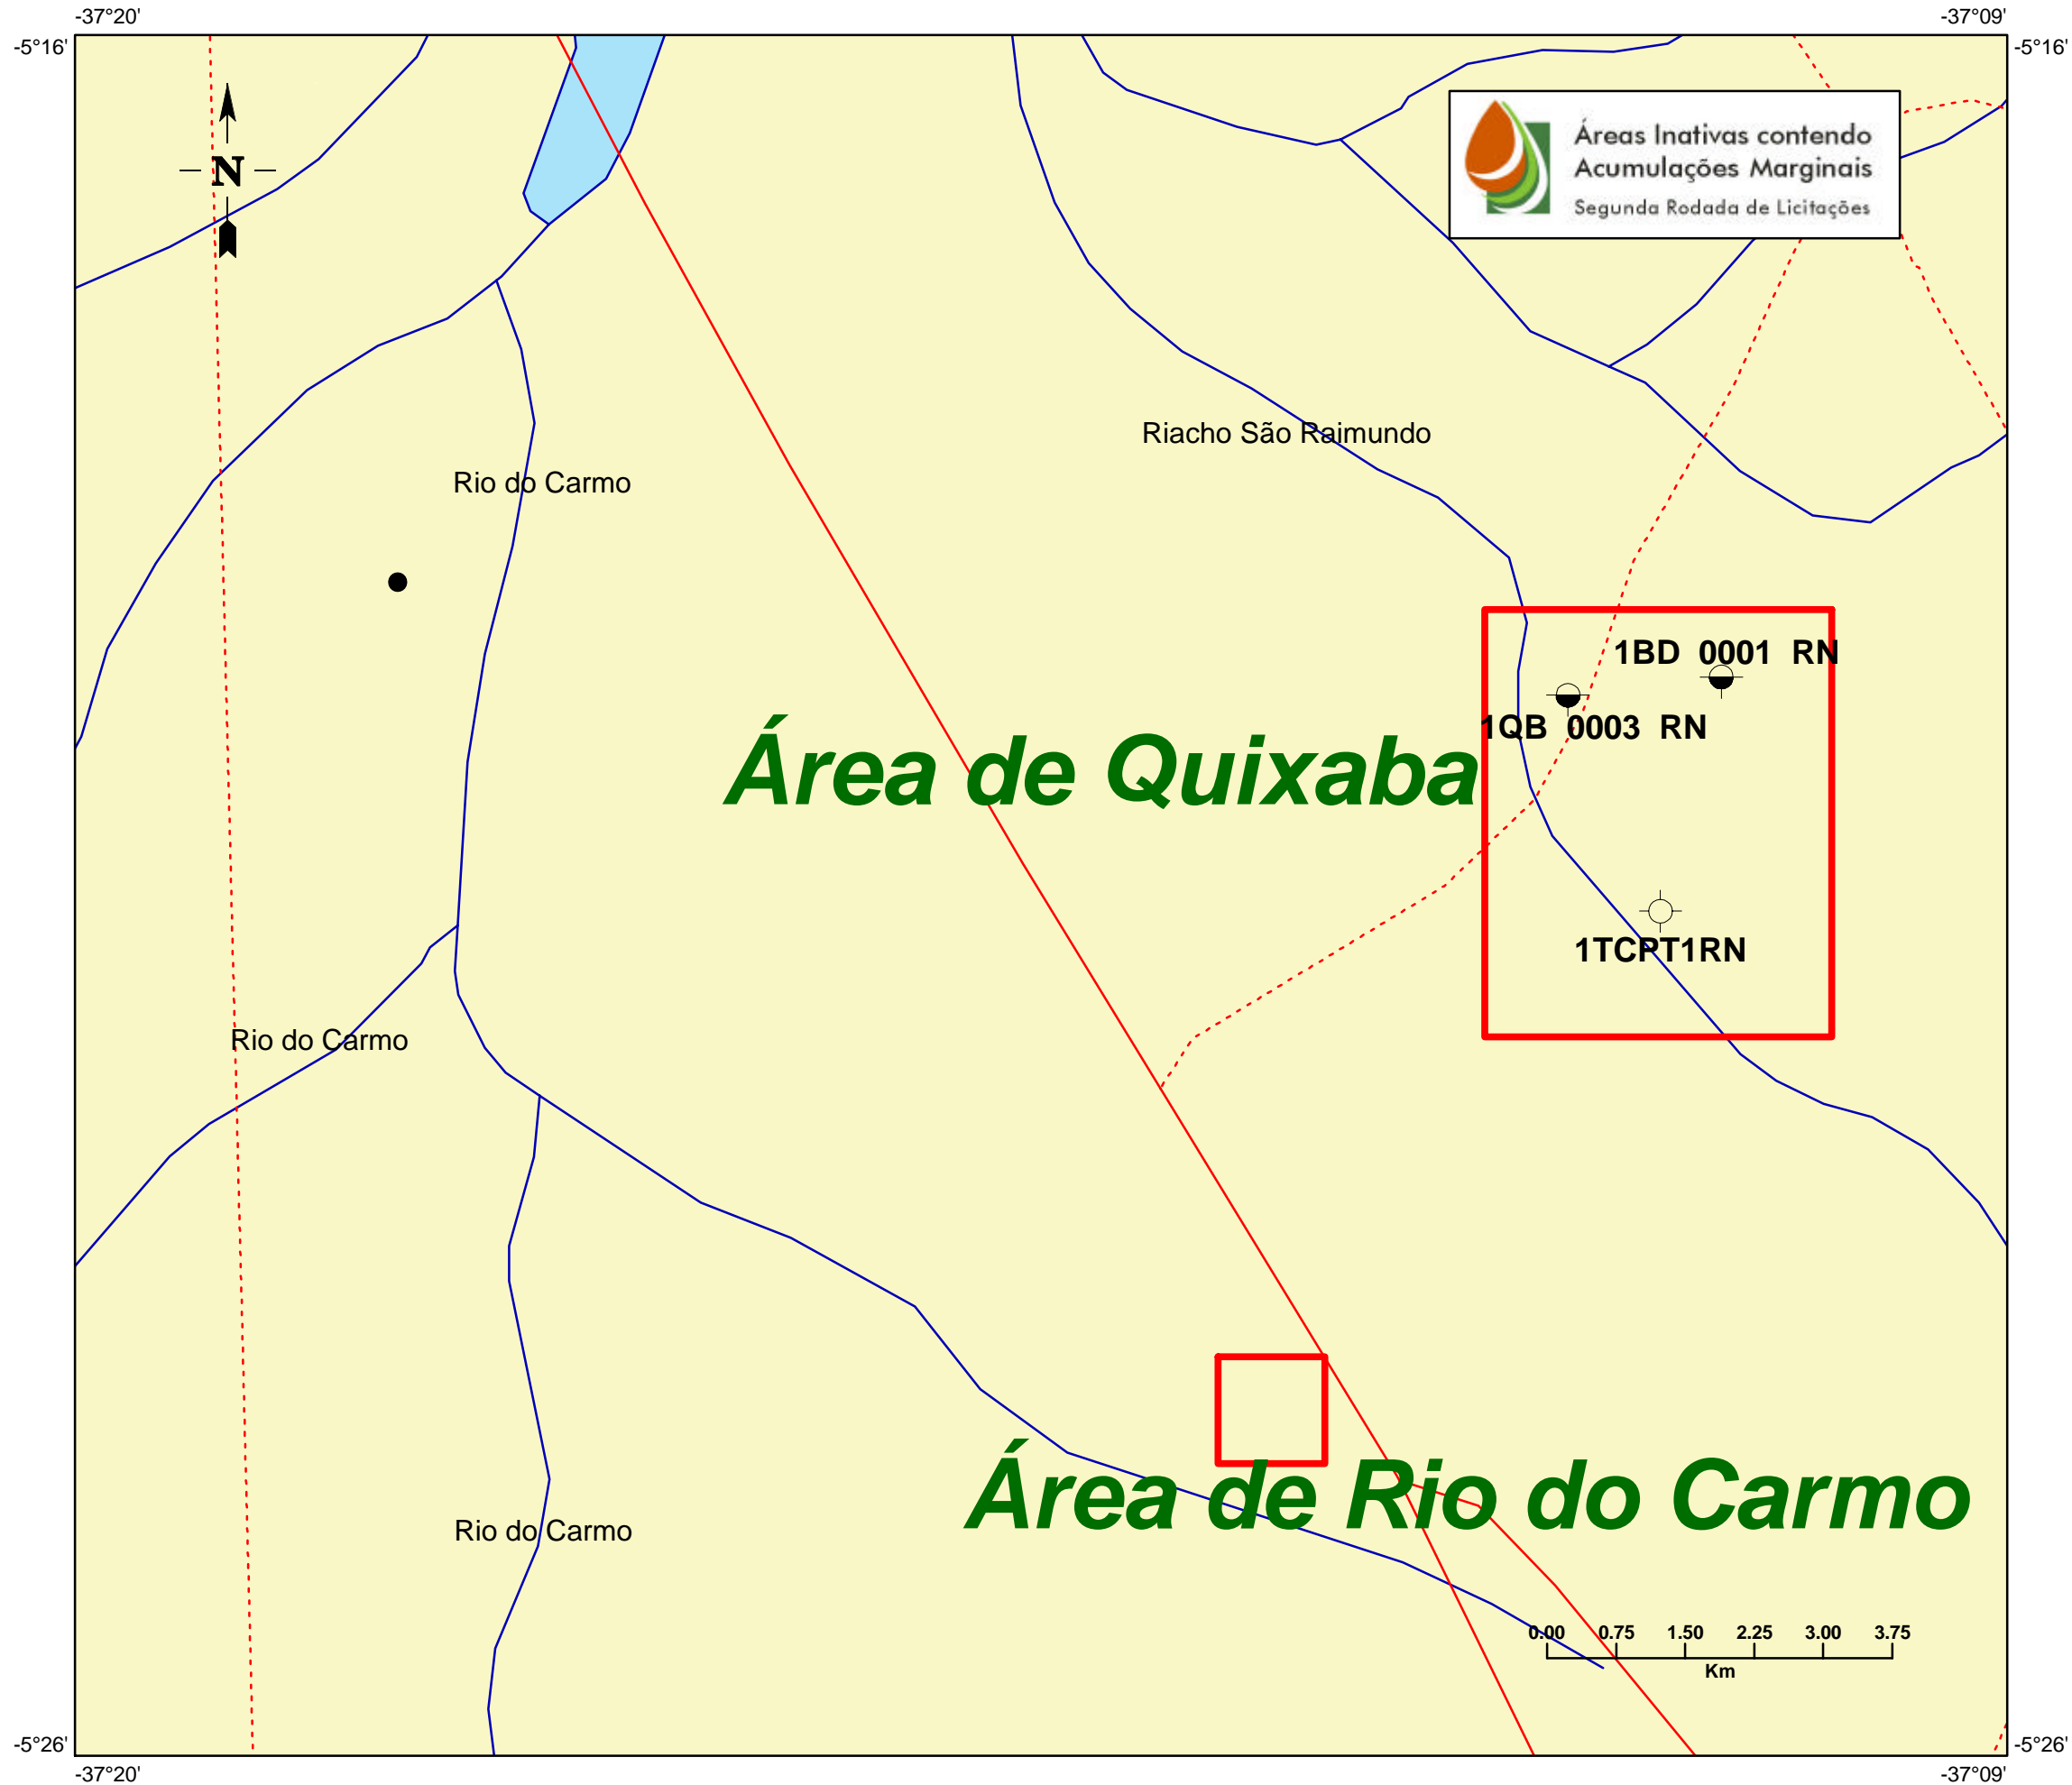 -37°20'
-37°09'
-5°16'
-5°16'
N
Áreas Inativas contendo
Acumulações Marginais
Segunda Rodada de Licitações
Riacho São Raimundo
Rio do Carmo
1BD 0001 RN
1QB 0003 RN
Área de Quixaba
1TCPT1RN
Rio do Carmo
Área de Rio do Carmo
Rio do Carmo
0.00 0.75 1.50 2.25 3.00 3.75
Km
-5°26'
-5°26'
-37°20'
-37°09'